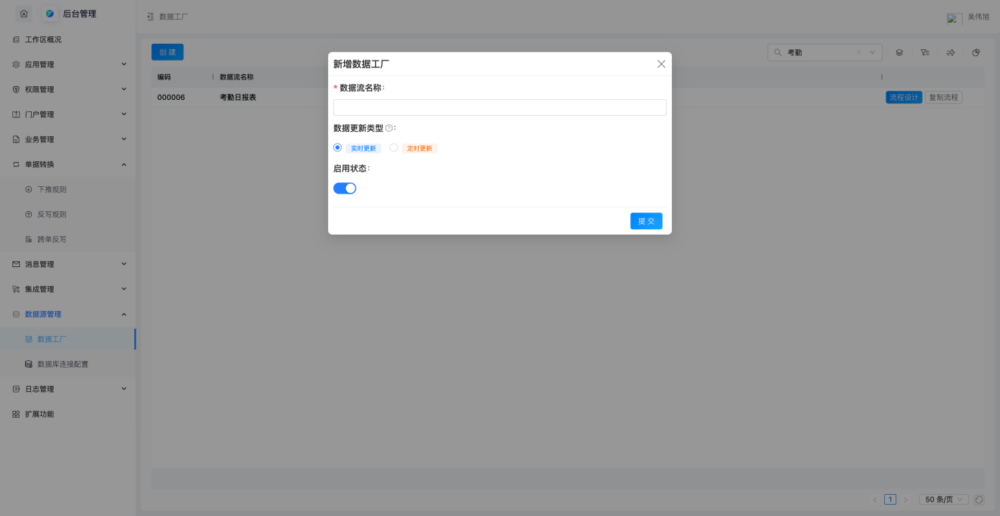 后台管理
数据工厂
吴伟旭
工作区概况
应用管理
权限管理
门户管理
业务管理
单据转换
下推规则
反写规则
跨单反写
消息管理
集成管理
数据源管理
数据工厂
数据库连接配置
日志管理
扩展功能
创 建
考勤
编码 数据流名称
000006 考勤日报表 流程设计 复制流程
新增数据工厂
* 数据流名称:
数据更新类型 ? :
实时更新 定时更新
启用状态:
提 交
1 50 条/页